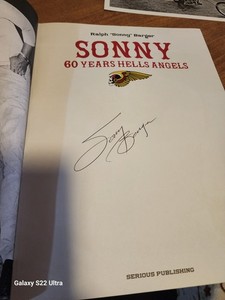 Ralph "Sonny" Barger
SONNY
60 YEARS HELLS ANGELS
Sonny Barger
SERIOUS PUBLISHING
Galaxy S22 Ultra